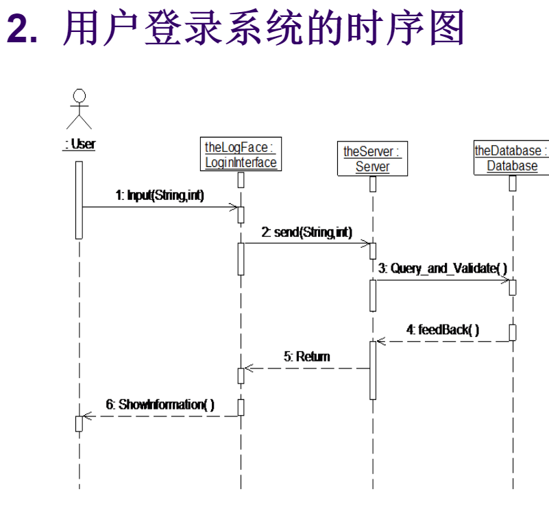 2. 用户登录系统的时序图
: User
theLogFace :
LoginInterface
theServer :
Server
theDatabase :
Database
1: Input(String,int)
2: send(String,int)
3: Query_and_Validate( )
4: feedBack( )
5: Return
6: ShowInformation( )